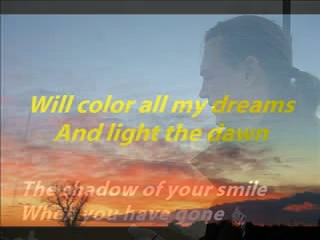 Will color all my dreams
And light the dawn
The shadow of your smile
When you have gone